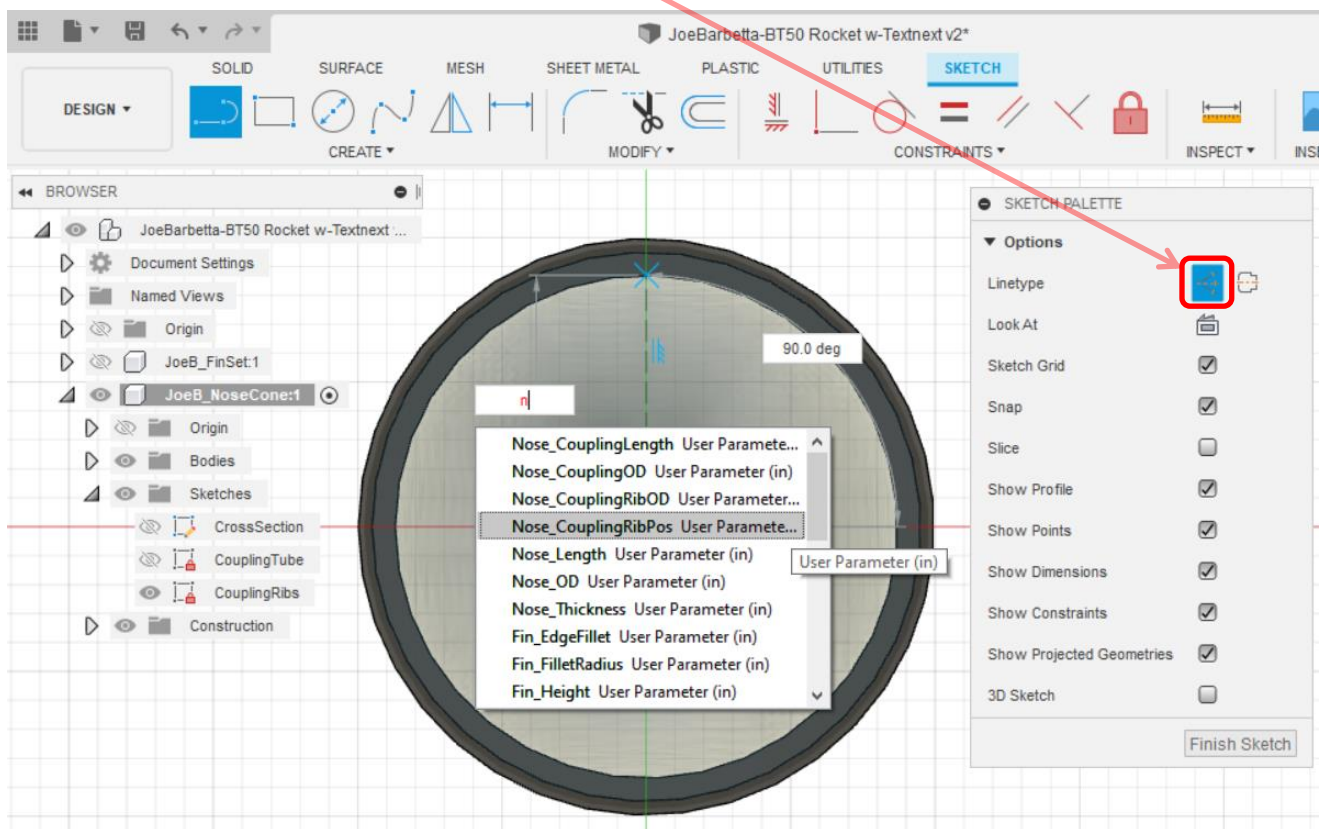 JoeBarbetta-BT50 Rocket w-Textnext v2*
SOLID SURFACE MESH SHEET METAL PLASTIC UTILITIES SKETCH
DESIGN ▾
CREATE ▾ MODIFY ▾ CONSTRAINTS ▾ INSPECT ▾ INSE
BROWSER
JoeBarbetta-BT50 Rocket w-Textnext ...
Document Settings
Named Views
Origin
JoeB_FinSet:1
JoeB_NoseCone:1
Origin
Bodies
Sketches
CrossSection
CouplingTube
CouplingRibs
Construction
90.0 deg
n
Nose_CouplingLength User Paramete...
Nose_CouplingOD User Parameter (in)
Nose_CouplingRibOD User Parameter...
Nose_CouplingRibPos User Paramete...
Nose_Length User Parameter (in)
Nose_OD User Parameter (in)
Nose_Thickness User Parameter (in)
Fin_EdgeFillet User Parameter (in)
Fin_FilletRadius User Parameter (in)
Fin_Height User Parameter (in)
User Parameter (in)
SKETCH PALETTE
▼ Options
Linetype
Look At
Sketch Grid
Snap
Slice
Show Profile
Show Points
Show Dimensions
Show Constraints
Show Projected Geometries
3D Sketch
Finish Sketch